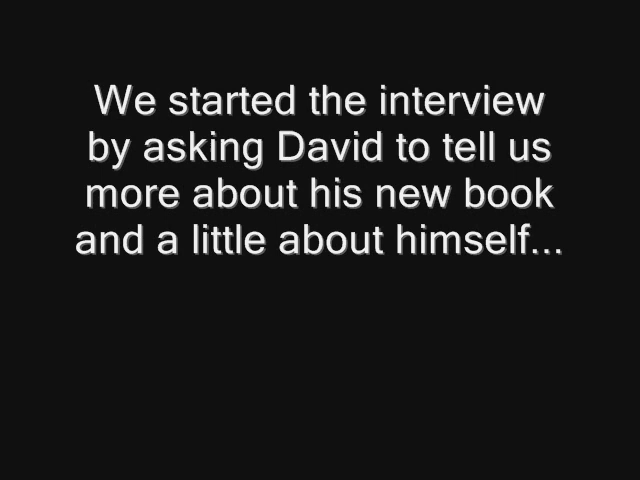 We started the interview
by asking David to tell us
more about his new book
and a little about himself...